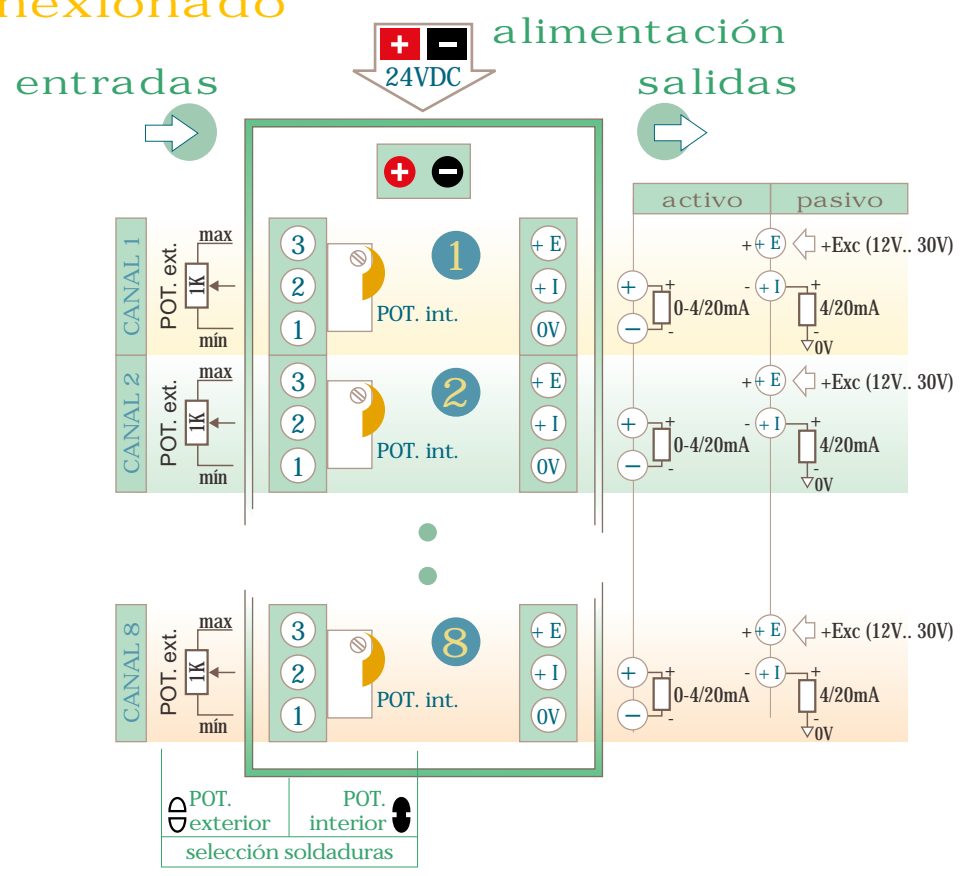 nexionado
alimentación
+ -
24VDC
entradas
salidas
+ -
activo pasivo
CANAL 1
POT. ext.
1K
max
mín
3
2
1
POT. int.
1
+ E
+ I
0V
+
-
+
-
0-4/20mA
+ + E
+Exc (12V.. 30V)
- + I
+
4/20mA
-
0V
CANAL 2
POT. ext.
1K
max
mín
3
2
1
POT. int.
2
+ E
+ I
0V
+
-
+
-
0-4/20mA
+ + E
+Exc (12V.. 30V)
- + I
+
4/20mA
-
0V
CANAL 8
POT. ext.
1K
max
mín
3
2
1
POT. int.
8
+ E
+ I
0V
+
-
+
-
0-4/20mA
+ + E
+Exc (12V.. 30V)
- + I
+
4/20mA
-
0V
POT.
exterior
POT.
interior
selección soldaduras